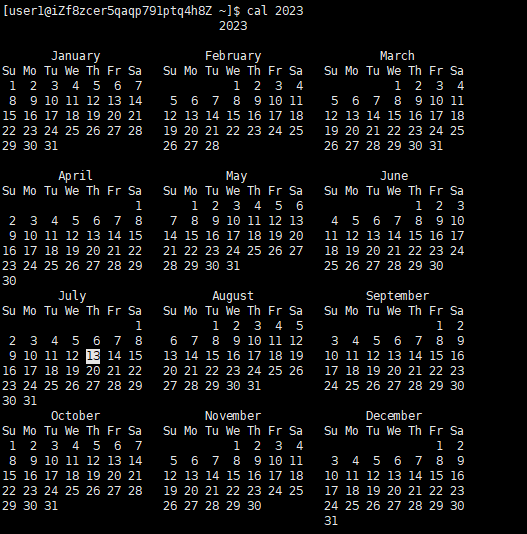 [user1@iZf8zcer5qaqp791ptq4h8Z ~]$ cal 2023
                               2023

       January               February                 March
Su Mo Tu We Th Fr Sa   Su Mo Tu We Th Fr Sa   Su Mo Tu We Th Fr Sa
 1  2  3  4  5  6  7             1  2  3  4             1  2  3  4
 8  9 10 11 12 13 14    5  6  7  8  9 10 11    5  6  7  8  9 10 11
15 16 17 18 19 20 21   12 13 14 15 16 17 18   12 13 14 15 16 17 18
22 23 24 25 26 27 28   19 20 21 22 23 24 25   19 20 21 22 23 24 25
29 30 31               26 27 28               26 27 28 29 30 31

        April                   May                   June
Su Mo Tu We Th Fr Sa   Su Mo Tu We Th Fr Sa   Su Mo Tu We Th Fr Sa
                   1       1  2  3  4  5  6                1  2  3
 2  3  4  5  6  7  8    7  8  9 10 11 12 13    4  5  6  7  8  9 10
 9 10 11 12 13 14 15   14 15 16 17 18 19 20   11 12 13 14 15 16 17
16 17 18 19 20 21 22   21 22 23 24 25 26 27   18 19 20 21 22 23 24
23 24 25 26 27 28 29   28 29 30 31            25 26 27 28 29 30
30
        July                  August                September
Su Mo Tu We Th Fr Sa   Su Mo Tu We Th Fr Sa   Su Mo Tu We Th Fr Sa
                   1          1  2  3  4  5                   1  2
 2  3  4  5  6  7  8    6  7  8  9 10 11 12    3  4  5  6  7  8  9
 9 10 11 12 13 14 15   13 14 15 16 17 18 19   10 11 12 13 14 15 16
16 17 18 19 20 21 22   20 21 22 23 24 25 26   17 18 19 20 21 22 23
23 24 25 26 27 28 29   27 28 29 30 31         24 25 26 27 28 29 30
30 31
       October               November               December
Su Mo Tu We Th Fr Sa   Su Mo Tu We Th Fr Sa   Su Mo Tu We Th Fr Sa
 1  2  3  4  5  6  7             1  2  3  4                   1  2
 8  9 10 11 12 13 14    5  6  7  8  9 10 11    3  4  5  6  7  8  9
15 16 17 18 19 20 21   12 13 14 15 16 17 18   10 11 12 13 14 15 16
22 23 24 25 26 27 28   19 20 21 22 23 24 25   17 18 19 20 21 22 23
29 30 31               26 27 28 29 30         24 25 26 27 28 29 30
                                              31